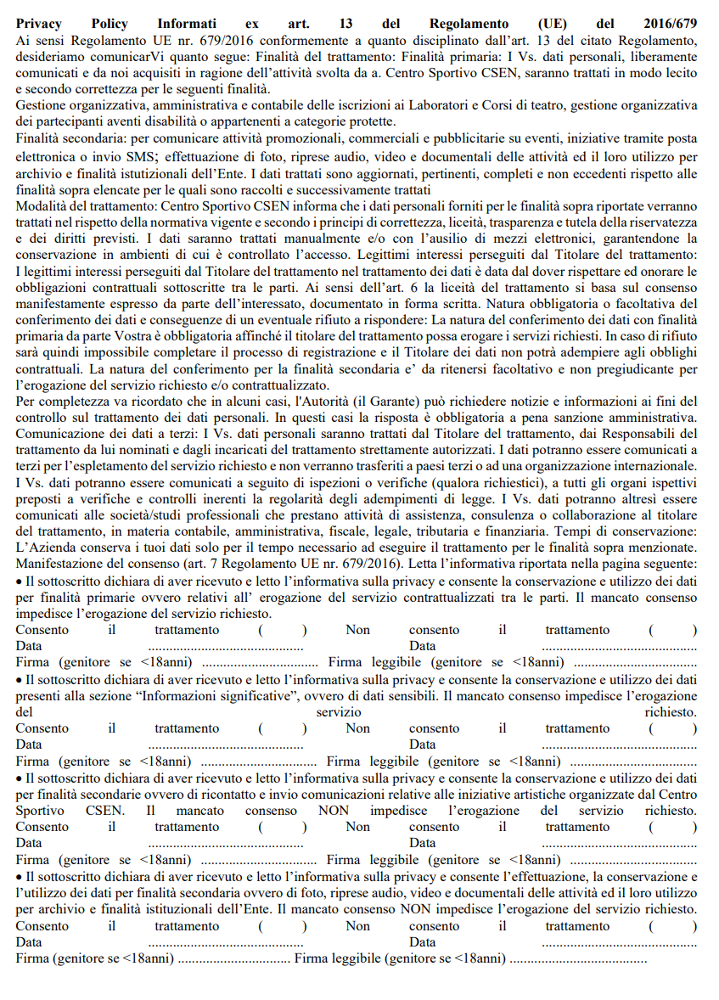 Privacy Policy Informati ex art. 13 del Regolamento (UE) del 2016/679
Ai sensi Regolamento UE nr. 679/2016 conformemente a quanto disciplinato dall’art. 13 del citato Regolamento,
desideriamo comunicarVi quanto segue: Finalità del trattamento: Finalità primaria: I Vs. dati personali, liberamente
comunicati e da noi acquisiti in ragione dell’attività svolta da a. Centro Sportivo CSEN, saranno trattati in modo lecito
e secondo correttezza per le seguenti finalità.
Gestione organizzativa, amministrativa e contabile delle iscrizioni ai Laboratori e Corsi di teatro, gestione organizzativa
dei partecipanti aventi disabilità o appartenenti a categorie protette.
Finalità secondaria: per comunicare attività promozionali, commerciali e pubblicitarie su eventi, iniziative tramite posta
elettronica o invio SMS; effettuazione di foto, riprese audio, video e documentali delle attività ed il loro utilizzo per
archivio e finalità istutizionali dell’Ente. I dati trattati sono aggiornati, pertinenti, completi e non eccedenti rispetto alle
finalità sopra elencate per le quali sono raccolti e successivamente trattati
Modalità del trattamento: Centro Sportivo CSEN informa che i dati personali forniti per le finalità sopra riportate verranno
trattati nel rispetto della normativa vigente e secondo i principi di correttezza, liceità, trasparenza e tutela della riservatezza
e dei diritti previsti. I dati saranno trattati manualmente e/o con l’ausilio di mezzi elettronici, garantendone la
conservazione in ambienti di cui è controllato l’accesso. Legittimi interessi perseguiti dal Titolare del trattamento:
I legittimi interessi perseguiti dal Titolare del trattamento nel trattamento dei dati è data dal dover rispettare ed onorare le
obbligazioni contrattuali sottoscritte tra le parti. Ai sensi dell’art. 6 la liceità del trattamento si basa sul consenso
manifestamente espresso da parte dell’interessato, documentato in forma scritta. Natura obbligatoria o facoltativa del
conferimento dei dati e conseguenze di un eventuale rifiuto a rispondere: La natura del conferimento dei dati con finalità
primaria da parte Vostra è obbligatoria affinché il titolare del trattamento possa erogare i servizi richiesti. In caso di rifiuto
sarà quindi impossibile completare il processo di registrazione e il Titolare dei dati non potrà adempiere agli obblighi
contrattuali. La natura del conferimento per la finalità secondaria e’ da ritenersi facoltativo e non pregiudicante per
l’erogazione del servizio richiesto e/o contrattualizzato.
Per completezza va ricordato che in alcuni casi, l'Autorità (il Garante) può richiedere notizie e informazioni ai fini del
controllo sul trattamento dei dati personali. In questi casi la risposta è obbligatoria a pena sanzione amministrativa.
Comunicazione dei dati a terzi: I Vs. dati personali saranno trattati dal Titolare del trattamento, dai Responsabili del
trattamento da lui nominati e dagli incaricati del trattamento strettamente autorizzati. I dati potranno essere comunicati a
terzi per l’espletamento del servizio richiesto e non verranno trasferiti a paesi terzi o ad una organizzazione internazionale.
I Vs. dati potranno essere comunicati a seguito di ispezioni o verifiche (qualora richiestici), a tutti gli organi ispettivi
preposti a verifiche e controlli inerenti la regolarità degli adempimenti di legge. I Vs. dati potranno altresì essere
comunicati alle società/studi professionali che prestano attività di assistenza, consulenza o collaborazione al titolare
del trattamento, in materia contabile, amministrativa, fiscale, legale, tributaria e finanziaria. Tempi di conservazione:
L’Azienda conserva i tuoi dati solo per il tempo necessario ad eseguire il trattamento per le finalità sopra menzionate.
Manifestazione del consenso (art. 7 Regolamento UE nr. 679/2016). Letta l’informativa riportata nella pagina seguente:
• Il sottoscritto dichiara di aver ricevuto e letto l’informativa sulla privacy e consente la conservazione e utilizzo dei dati
per finalità primarie ovvero relativi all’ erogazione del servizio contrattualizzati tra le parti. Il mancato consenso
impedisce l’erogazione del servizio richiesto.
Consento il trattamento ( ) Non consento il trattamento ( )
Data ............................................ Data ............................................
Firma (genitore se <18anni) ................................. Firma leggibile (genitore se <18anni) ...................................
• Il sottoscritto dichiara di aver ricevuto e letto l’informativa sulla privacy e consente la conservazione e utilizzo dei dati
presenti alla sezione “Informazioni significative”, ovvero di dati sensibili. Il mancato consenso impedisce l’erogazione
del servizio richiesto.
Consento il trattamento ( ) Non consento il trattamento ( )
Data ............................................ Data ............................................
Firma (genitore se <18anni) ................................. Firma leggibile (genitore se <18anni) ....................................
• Il sottoscritto dichiara di aver ricevuto e letto l’informativa sulla privacy e consente la conservazione e utilizzo dei dati
per finalità secondarie ovvero di ricontatto e invio comunicazioni relative alle iniziative artistiche organizzate dal Centro
Sportivo CSEN. Il mancato consenso NON impedisce l’erogazione del servizio richiesto.
Consento il trattamento ( ) Non consento il trattamento ( )
Data ............................................ Data ............................................
Firma (genitore se <18anni) ................................. Firma leggibile (genitore se <18anni) ....................................
• Il sottoscritto dichiara di aver ricevuto e letto l’informativa sulla privacy e consente l’effettuazione, la conservazione e
l’utilizzo dei dati per finalità secondaria ovvero di foto, riprese audio, video e documentali delle attività ed il loro utilizzo
per archivio e finalità istituzionali dell’Ente. Il mancato consenso NON impedisce l’erogazione del servizio richiesto.
Consento il trattamento ( ) Non consento il trattamento ( )
Data ............................................ Data ............................................
Firma (genitore se <18anni) ................................ Firma leggibile (genitore se <18anni) .......................................